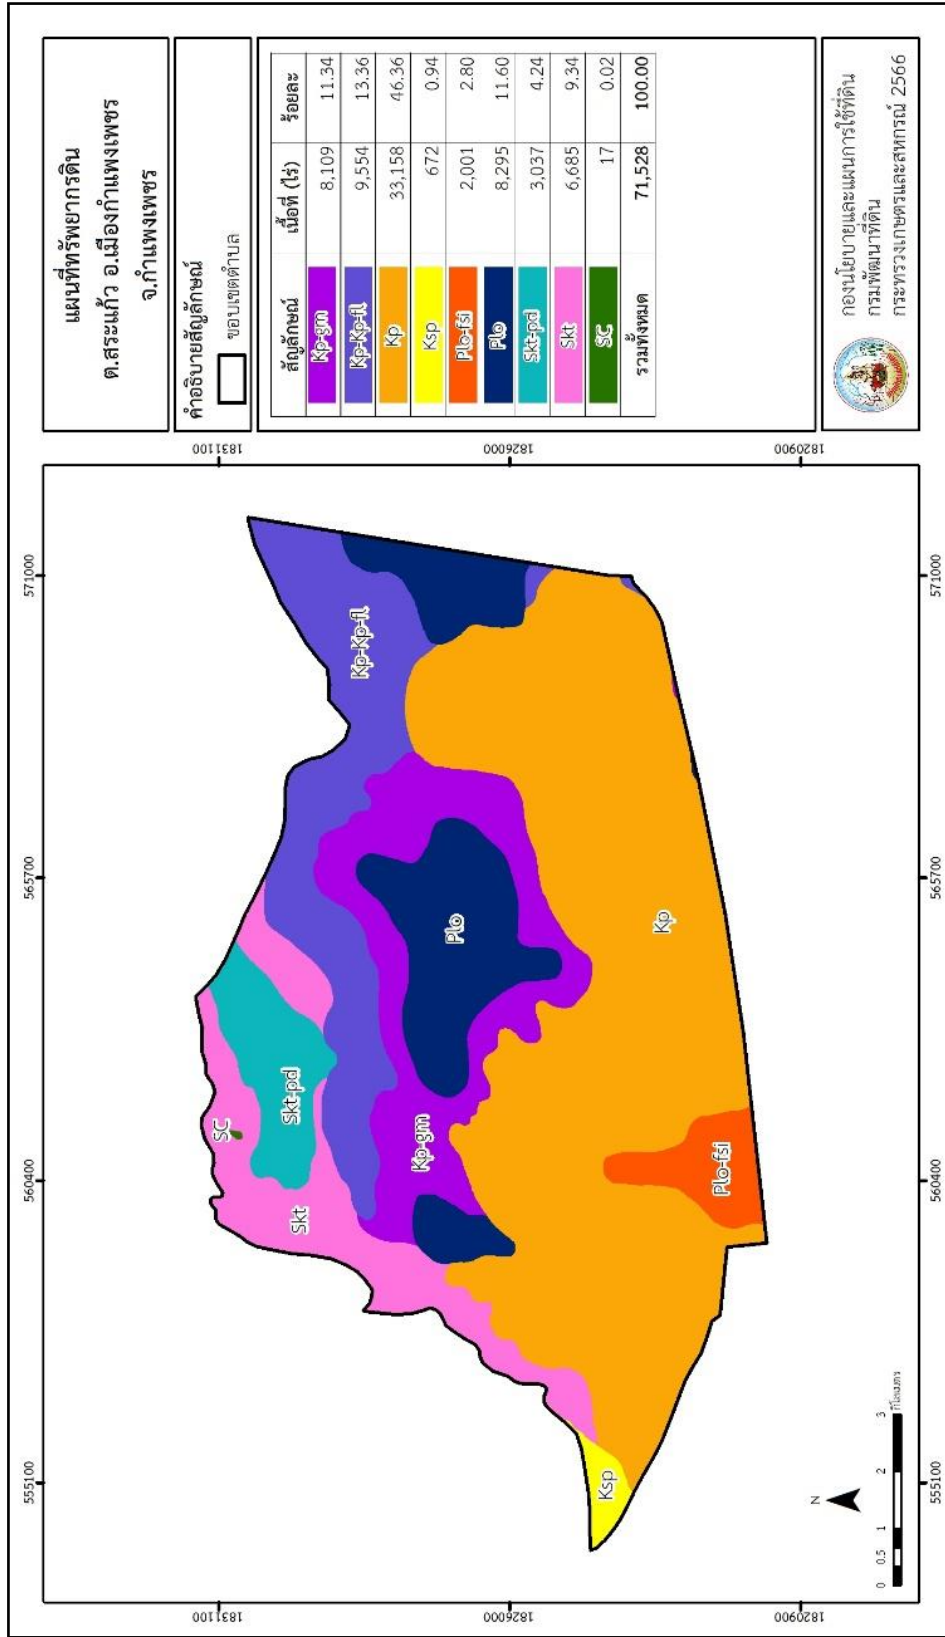 แผนที่ทรัพยากรดิน
ต.สระแก้ว อ.เมืองกำแพงเพชร
จ.กำแพงเพชร
คำอธิบายสัญลักษณ์
ขอบเขตตำบล
สัญลักษณ์ เนื้อที่ (ไร่) ร้อยละ
Kp-gm 8,109 11.34
Kp-Kp-fl 9,554 13.36
Kp 33,158 46.36
Ksp 672 0.94
Plo-fsi 2,001 2.80
Plo 8,295 11.60
Skt-pd 3,037 4.24
Skt 6,685 9.34
SC 17 0.02
รวมทั้งหมด 71,528 100.00
กองนโยบายและแผนการใช้ที่ดิน
กรมพัฒนาที่ดิน
กระทรวงเกษตรและสหกรณ์ 2566
555100 560400 565700 571000
1831100 1831100
SC
Skt-pd
Skt
Kp-Kp-fl
Plo
Kp-gm
1826000 1826000
Ksp
Kp
Plo-fsi
1820900 1820900
N
0 0.5 1 2 3
กิโลเมตร
555100 560400 565700 571000